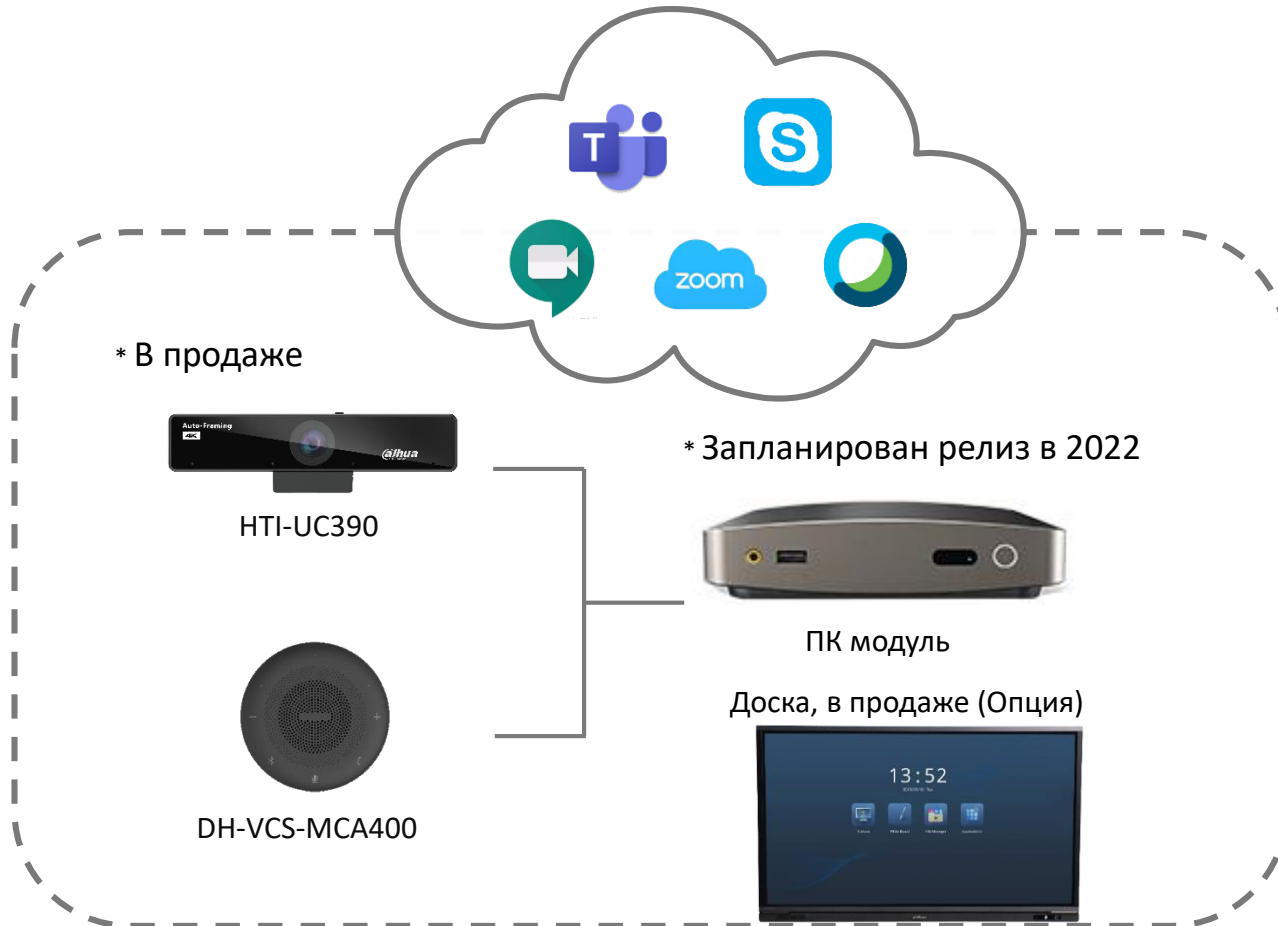 T
S
zoom
* В продаже
Auto-Framing
4K
alhua
HTI-UC390
* Запланирован релиз в 2022
ПК модуль
Доска, в продаже (Опция)
13:52
DH-VCS-MCA400